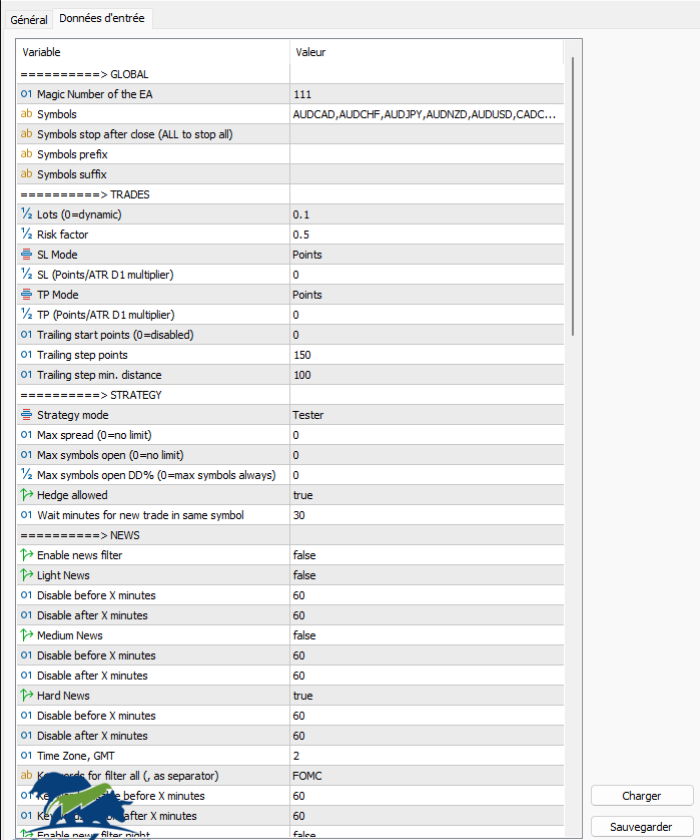 Général Données d'entrée
Variable Valeur
==========> GLOBAL
01 Magic Number of the EA 111
ab Symbols AUDCAD,AUDCHF,AUDJPY,AUDNZD,AUDUSD,CADC...
ab Symbols stop after close (ALL to stop all)
ab Symbols prefix
ab Symbols suffix
==========> TRADES
½ Lots (0=dynamic) 0.1
½ Risk factor 0.5
SL Mode Points
½ SL (Points/ATR D1 multiplier) 0
TP Mode Points
½ TP (Points/ATR D1 multiplier) 0
01 Trailing start points (0=disabled) 0
01 Trailing step points 150
01 Trailing step min. distance 100
==========> STRATEGY
Strategy mode Tester
01 Max spread (0=no limit) 0
01 Max symbols open (0=no limit) 0
½ Max symbols open DD% (0=max symbols always) 0
Hedge allowed true
01 Wait minutes for new trade in same symbol 30
==========> NEWS
Enable news filter false
Light News false
01 Disable before X minutes 60
01 Disable after X minutes 60
Medium News false
01 Disable before X minutes 60
01 Disable after X minutes 60
Hard News true
01 Disable before X minutes 60
01 Disable after X minutes 60
01 Time Zone, GMT 2
ab for filter all (, as separator) FOMC
01 before X minutes 60
01 after X minutes 60
Enable news filter night false
Charger
Sauvegarder